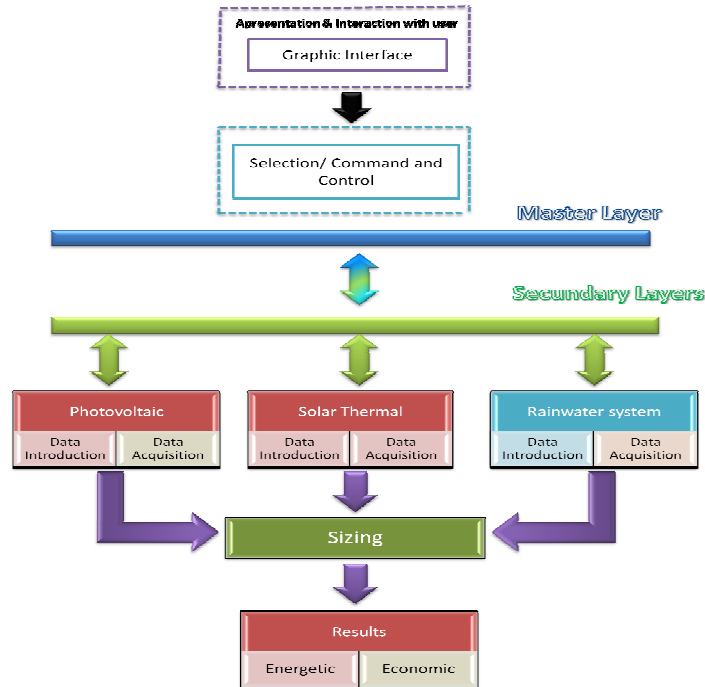 Apresentation & Interaction with user
Graphic Interface
Selection/ Command and
Control
Master Layer
Secundary Layers
Photovoltaic
Data
Introduction
Data
Acquisition
Solar Thermal
Data
Introduction
Data
Acquisition
Rainwater system
Data
Introduction
Data
Acquisition
Sizing
Results
Energetic
Economic